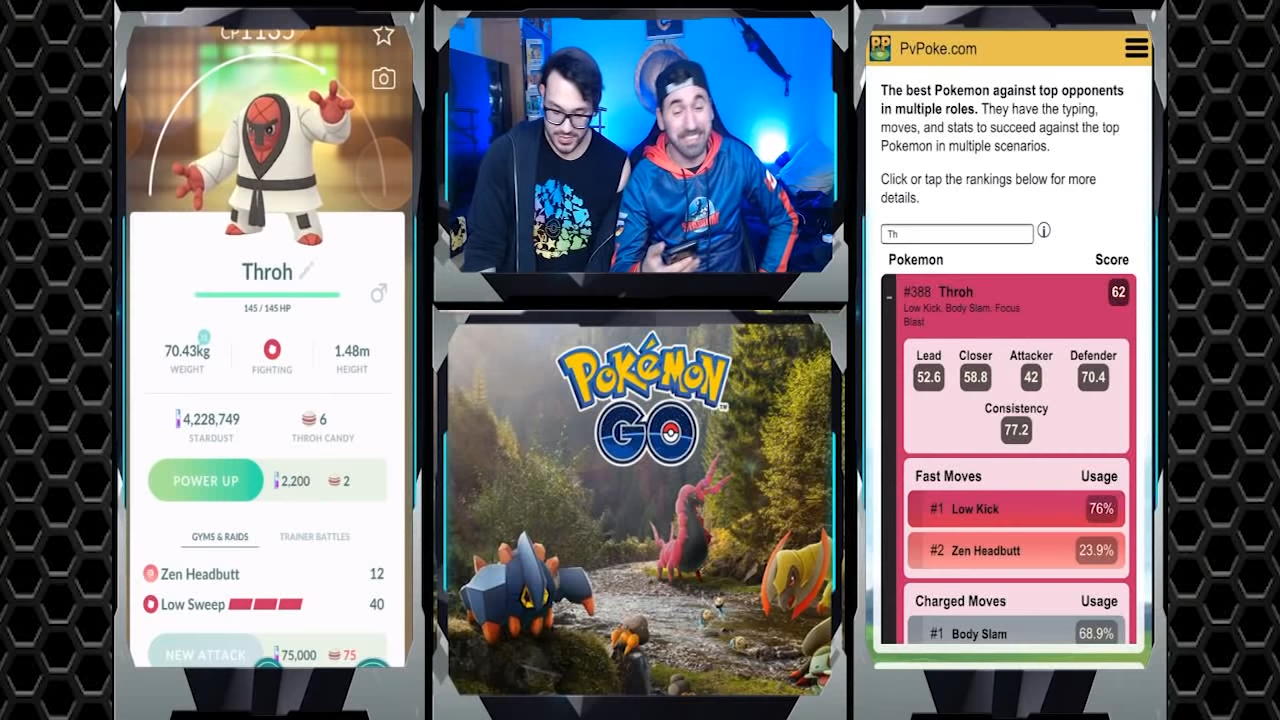 CP1135
Throh
145 / 145 HP
70.43kg
WEIGHT
FIGHTING
1.48m
HEIGHT
4,228,749
STARDUST
6
THROH CANDY
POWER UP
2,200
2
GYMS & RAIDS
TRAINER BATTLES
Zen Headbutt
12
Low Sweep
40
NEW ATTACK
75,000
75
POKÉMON
GO
PP
PvPoke.com
The best Pokemon against top opponents
in multiple roles. They have the typing,
moves, and stats to succeed against the top
Pokemon in multiple scenarios.
Click or tap the rankings below for more
details.
Th
i
Pokemon
Score
#388 Throh
62
Low Kick, Body Slam, Focus
Blast
Lead
Closer
Attacker
Defender
52.6
58.8
42
70.4
Consistency
77.2
Fast Moves
Usage
#1 Low Kick
76%
#2 Zen Headbutt
23.9%
Charged Moves
Usage
#1 Body Slam
68.9%